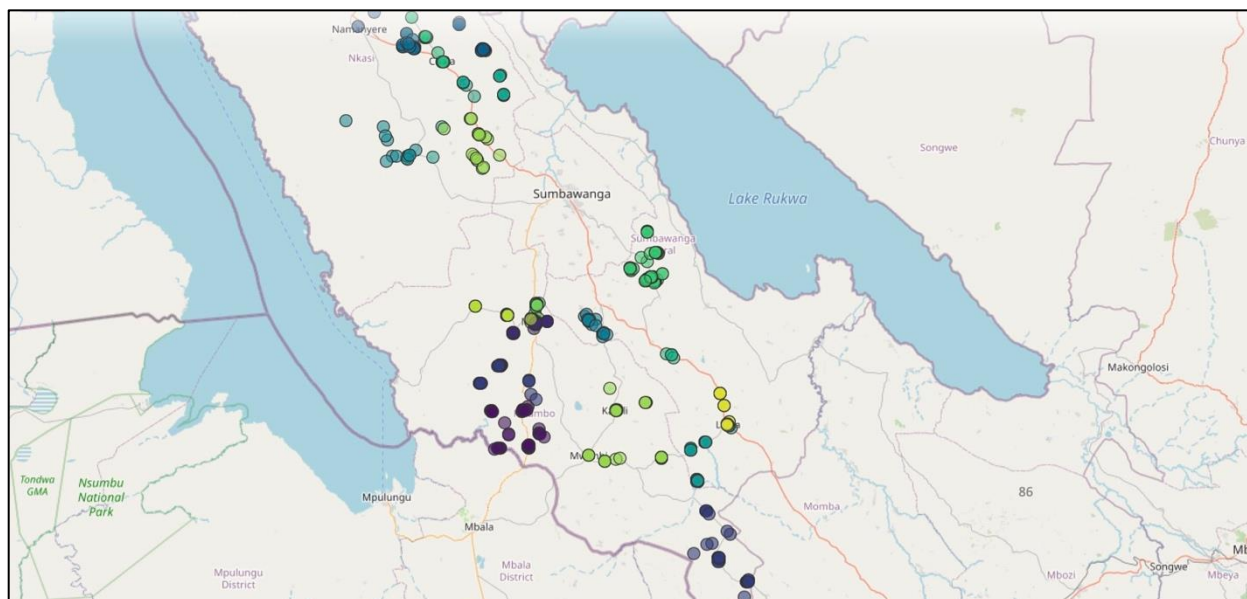 Namanyere
Nkasi
Songwe
Chunya
Sumbawanga
Lake Rukwa
Sumbawanga
Makongolosi
Tondwa
GMA
Nsumbu
National
Park
Mpulungu
86
Momba
Mbala
Mpulungu
District
Mbala
District
Mbozi
Songwe
Mbeya